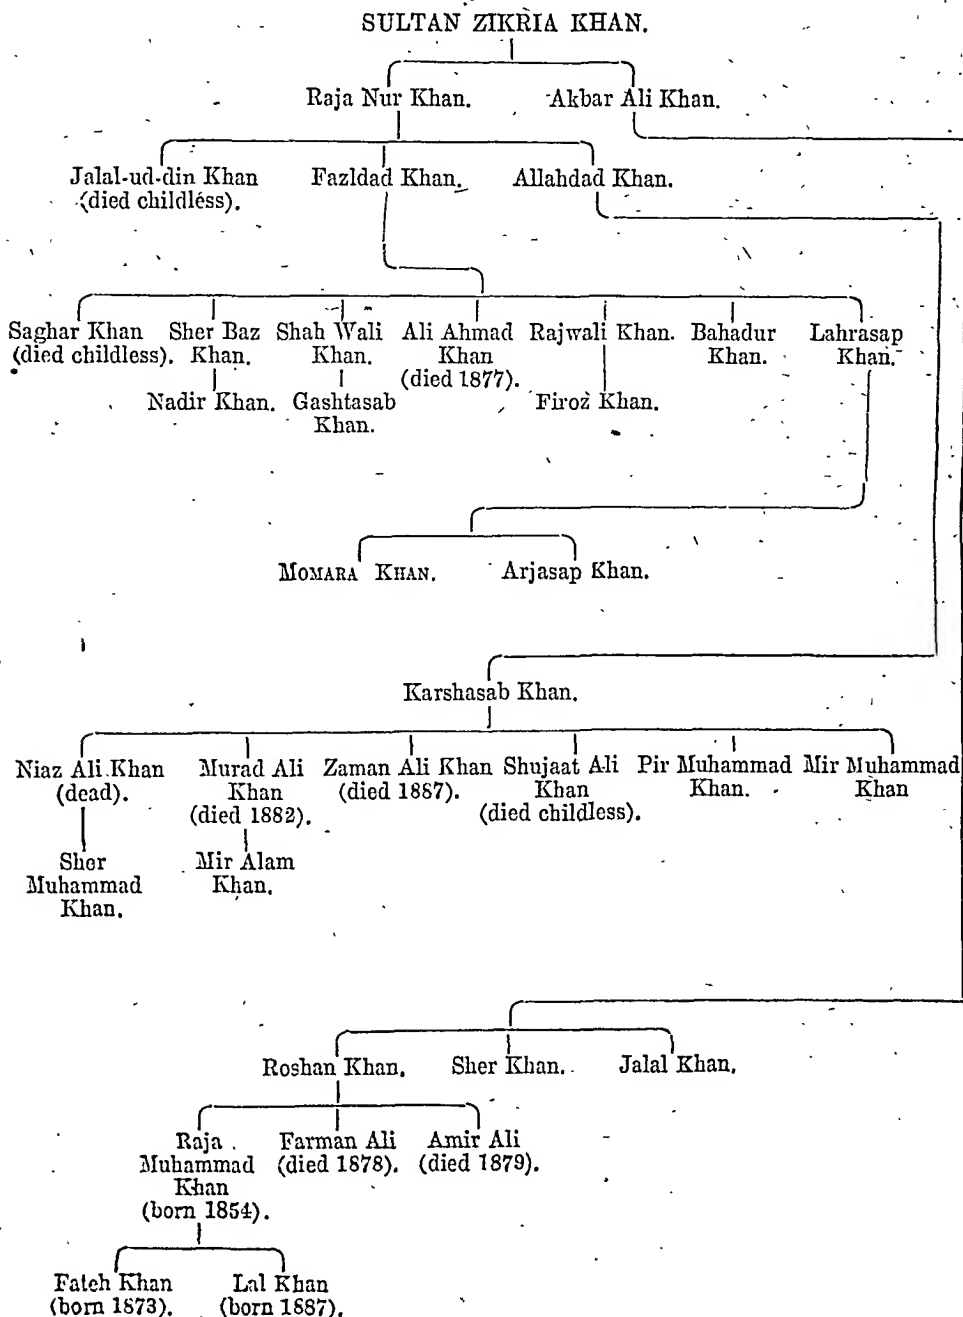 SULTAN ZIKRIA KHAN.
Raja Nur Khan. Akbar Ali Khan.
Jalal-ud-din Khan Fazldad Khan. Allahdad Khan.
(died childless).
Saghar Khan Sher Baz Shah Wali Ali Ahmad Rajwali Khan. Bahadur Lahrasap
(died childless). Khan. Khan. Khan Khan. Khan.
(died 1877).
Nadir Khan. Gashtasab Firoz Khan.
Khan.
MOMARA KHAN. Arjasap Khan.
Karshasab Khan.
Niaz Ali Khan Murad Ali Zaman Ali Khan Shujaat Ali Pir Muhammad Mir Muhammad
(dead). Khan (died 1887). Khan Khan. Khan
(died 1882). (died childless).
Sher Mir Alam
Muhammad Khan.
Khan.
Roshan Khan. Sher Khan. Jalal Khan.
Raja Farman Ali Amir Ali
Muhammad (died 1878). (died 1879).
Khan
(born 1854).
Fateh Khan Lal Khan
(born 1873). (born 1887).